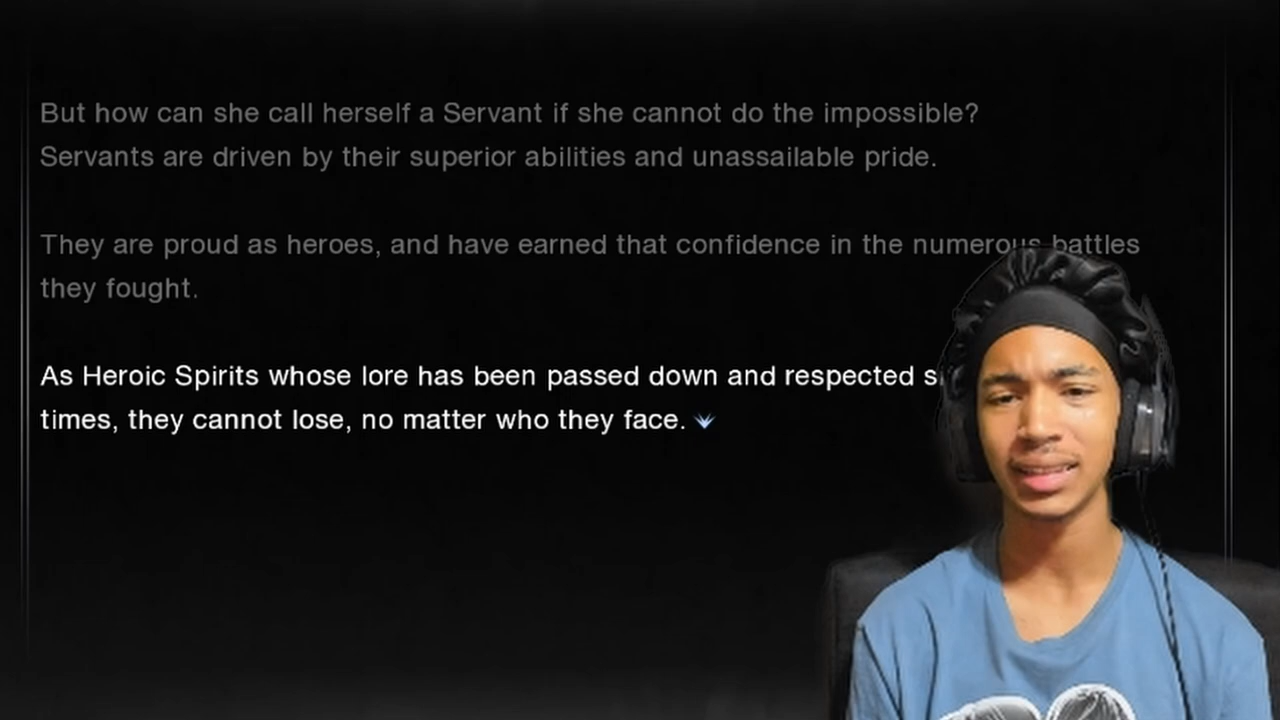 But how can she call herself a Servant if she cannot do the impossible?
Servants are driven by their superior abilities and unassailable pride.
They are proud as heroes, and have earned that confidence in the numerous battles
they fought.
As Heroic Spirits whose lore has been passed down and respected
times, they cannot lose, no matter who they face.